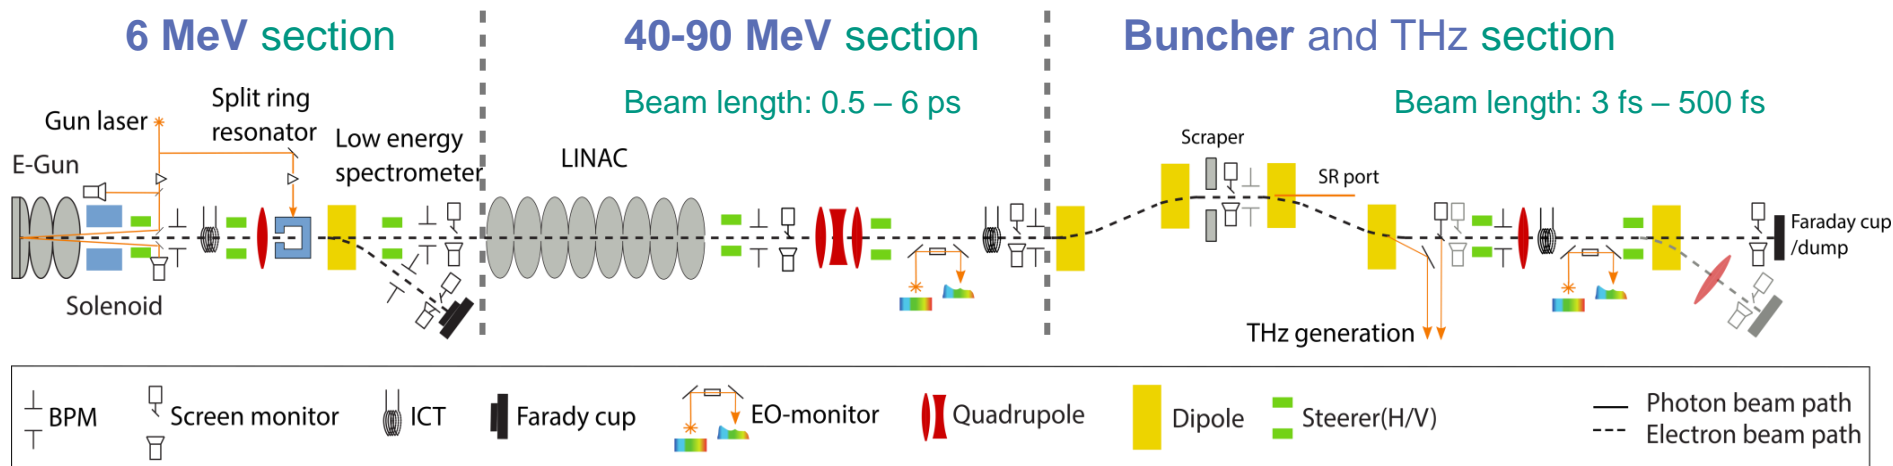 6 MeV section
40-90 MeV section
Buncher and THz section
Beam length: 0.5 – 6 ps
Beam length: 3 fs – 500 fs
Gun laser
Split ring
resonator
Low energy
spectrometer
E-Gun
LINAC
Scraper
SR port
Solenoid
Faraday cup
/dump
THz generation
BPM
Screen monitor
ICT
Farady cup
EO-monitor
Quadrupole
Dipole
Steerer(H/V)
Photon beam path
Electron beam path